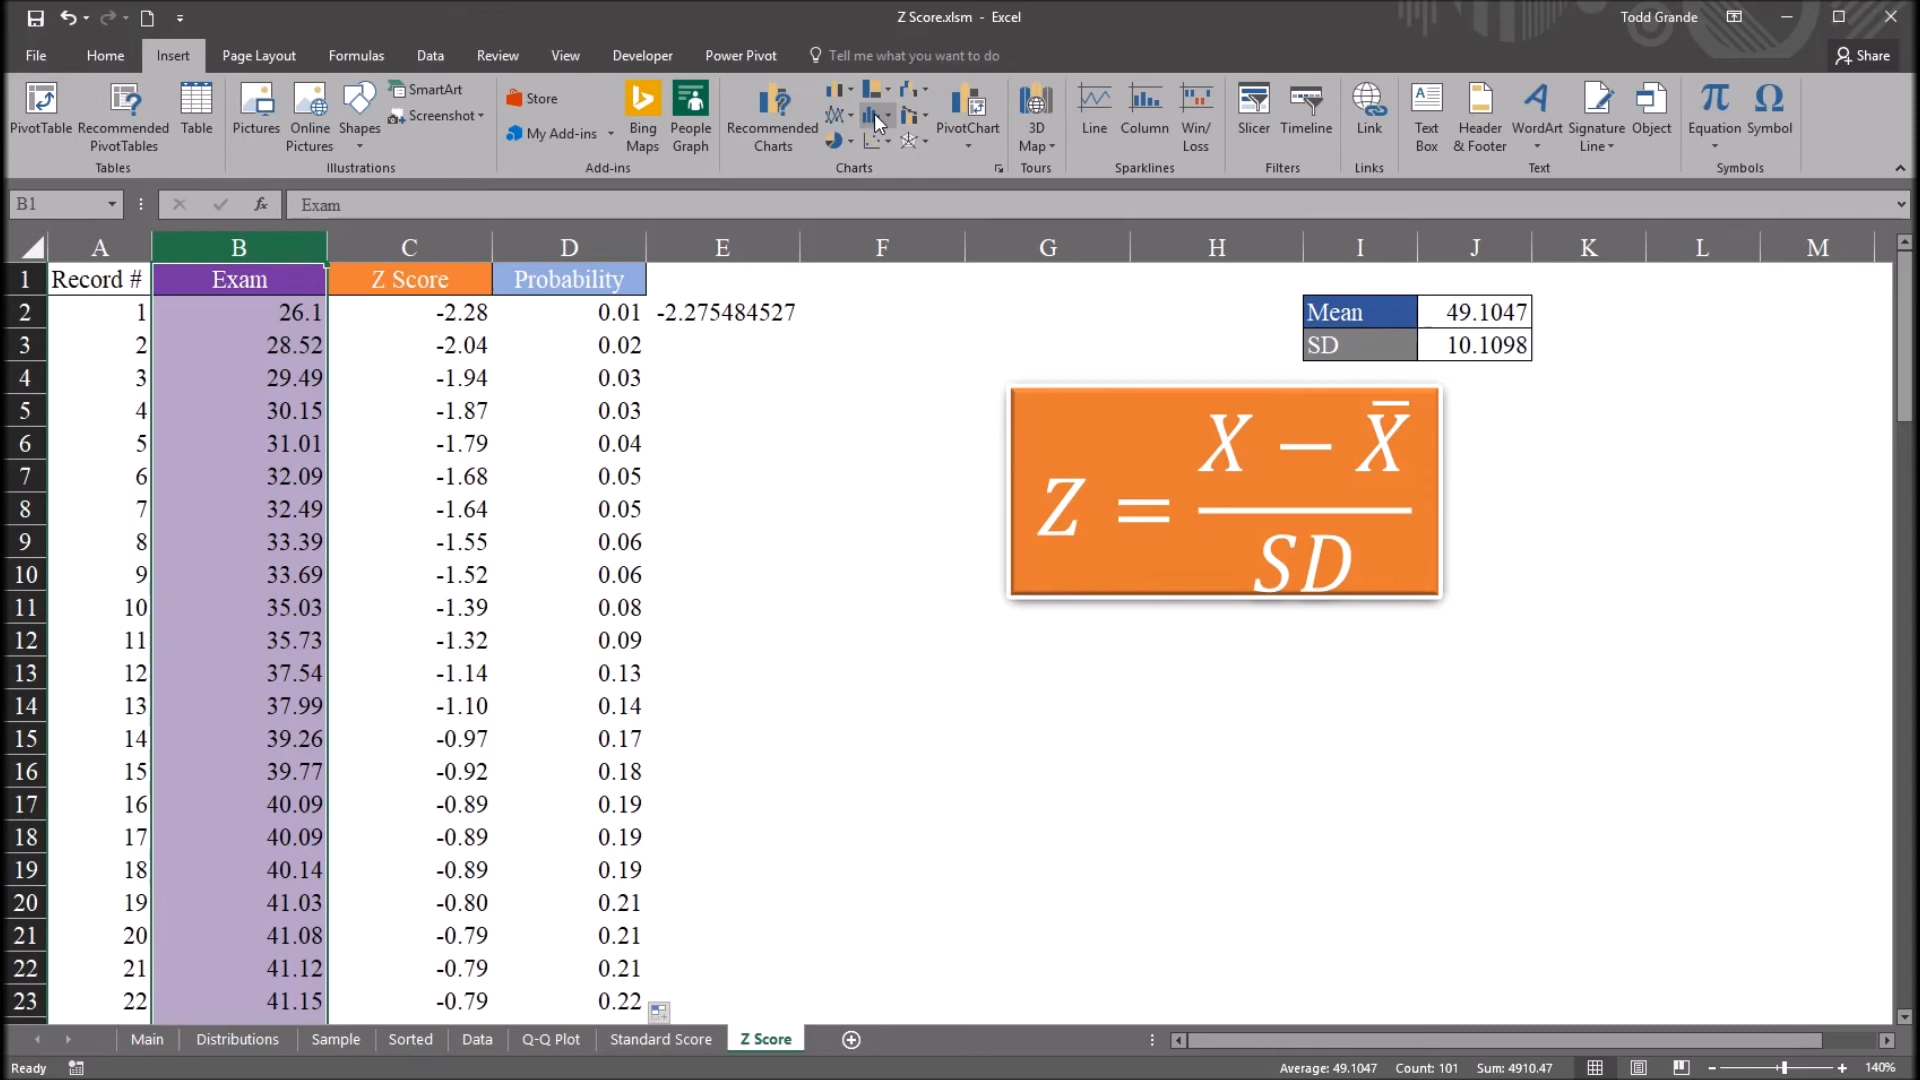 Z Score.xlsm - Excel
Todd Grande
File Home Insert Page Layout Formulas Data Review View Developer Power Pivot Tell me what you want to do Share
PivotTable Recommended PivotTables Table
Tables
Pictures Online Pictures Shapes SmartArt Screenshot
Illustrations
Store My Add-ins Bing Maps People Graph
Add-ins
Recommended Charts PivotChart
Charts
3D Map
Tours
Line Column Win/Loss
Sparklines
Slicer Timeline
Filters
Link
Links
Text Box Header & Footer WordArt Signature Line Object
Text
Equation Symbol
Symbols
B1 fx Exam
A B C D E F G H I J K L M
1 Record # Exam Z Score Probability
2 1 26.1 -2.28 0.01 -2.275484527 Mean 49.1047
3 2 28.52 -2.04 0.02 SD 10.1098
4 3 29.49 -1.94 0.03
5 4 30.15 -1.87 0.03
6 5 31.01 -1.79 0.04
7 6 32.09 -1.68 0.05
8 7 32.49 -1.64 0.05
9 8 33.39 -1.55 0.06
10 9 33.69 -1.52 0.06
11 10 35.03 -1.39 0.08
12 11 35.73 -1.32 0.09
13 12 37.54 -1.14 0.13
14 13 37.99 -1.10 0.14
15 14 39.26 -0.97 0.17
16 15 39.77 -0.92 0.18
17 16 40.09 -0.89 0.19
18 17 40.09 -0.89 0.19
19 18 40.14 -0.89 0.19
20 19 41.03 -0.80 0.21
21 20 41.08 -0.79 0.21
22 21 41.12 -0.79 0.21
23 22 41.15 -0.79 0.22
X − X̄
Z =
SD
Main Distributions Sample Sorted Data Q-Q Plot Standard Score Z Score
Ready Average: 49.1047 Count: 101 Sum: 4910.47 140%